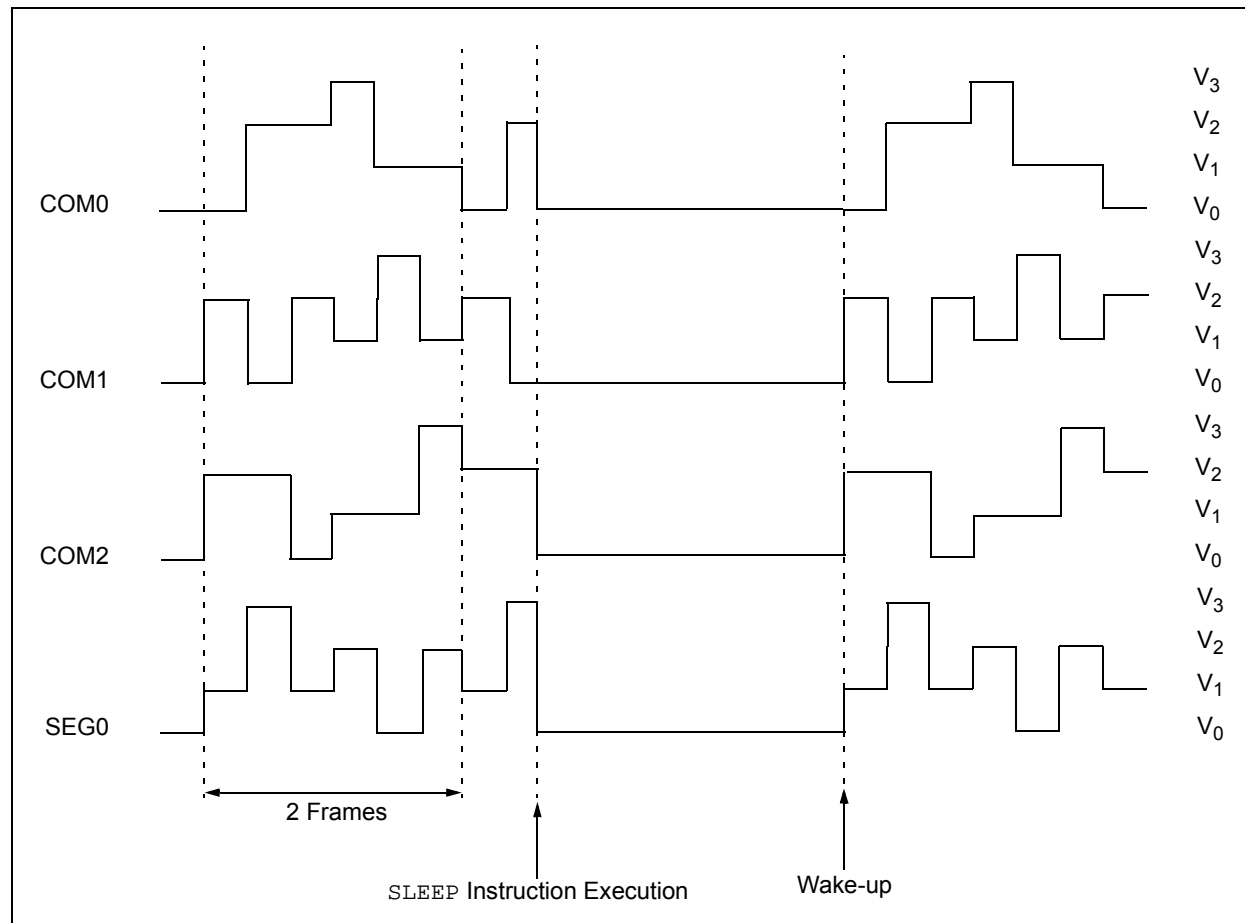 V3
V2
V1
COM0 V0
V3
V2
V1
COM1 V0
V3
V2
V1
COM2 V0
V3
V2
V1
SEG0 V0
2 Frames
SLEEP Instruction Execution
Wake-up